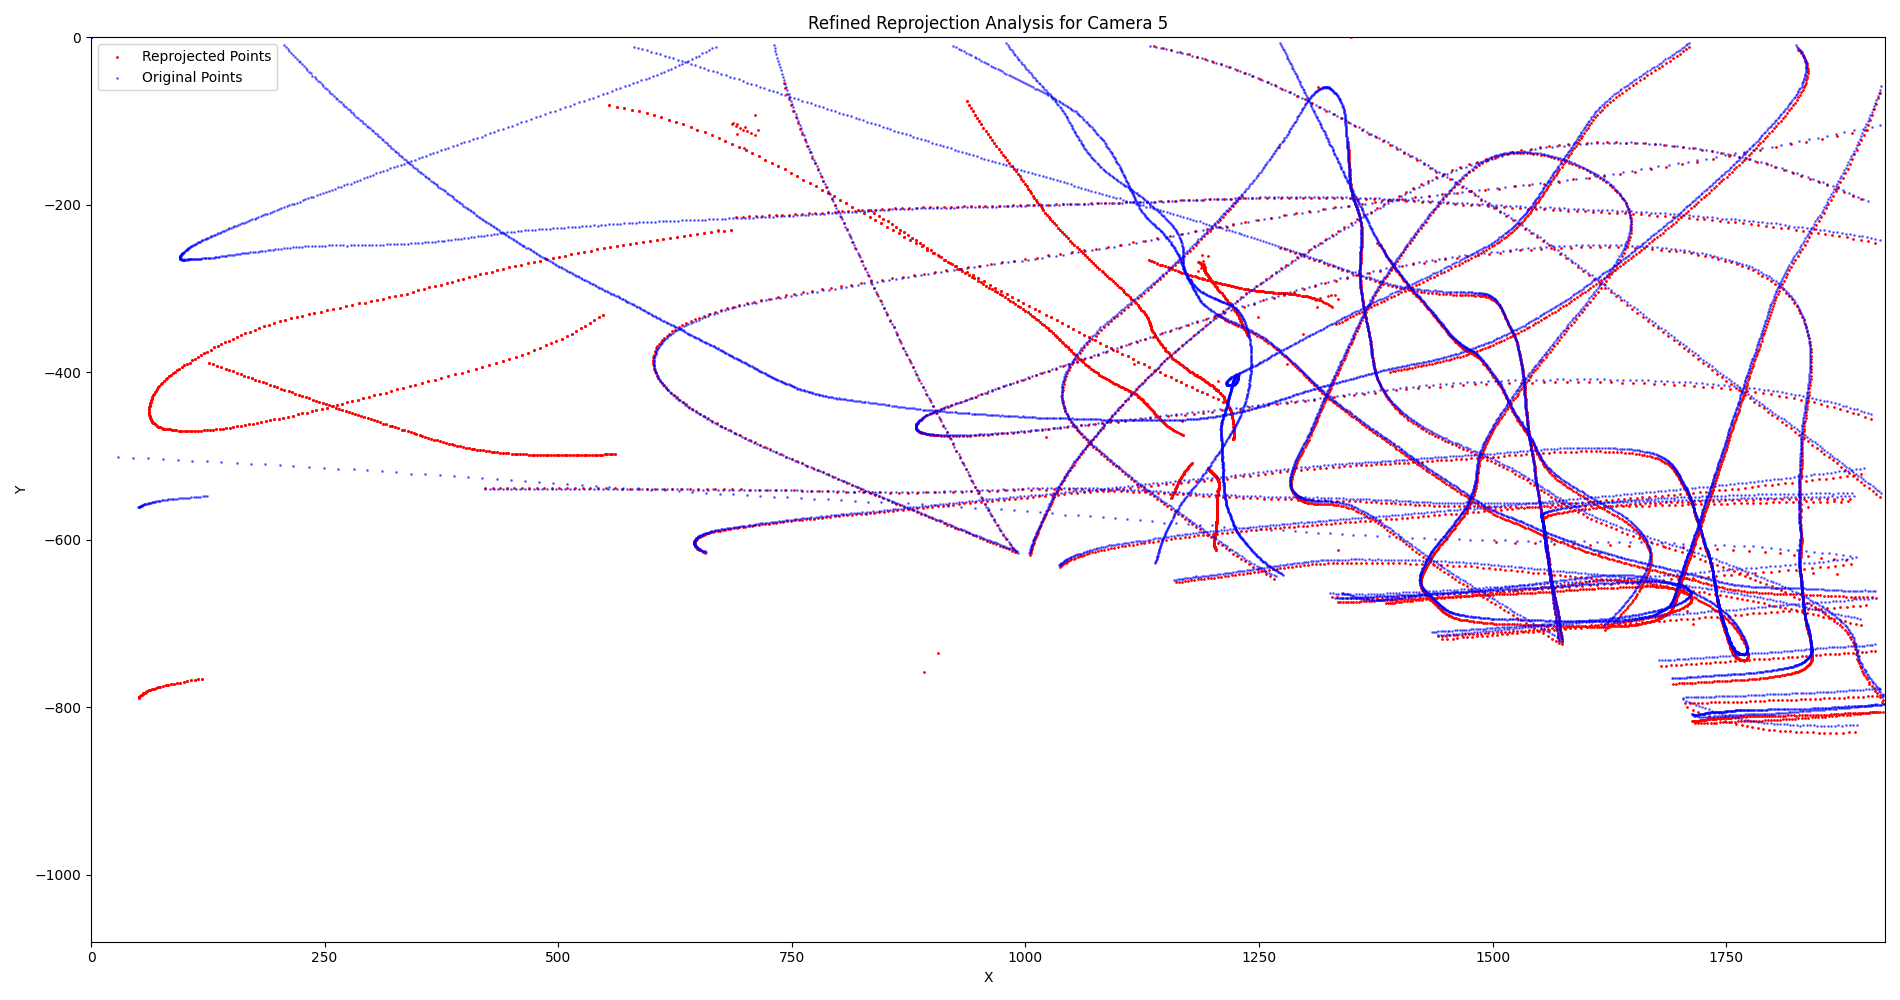 Refined Reprojection Analysis for Camera 5
Reprojected Points
Original Points
0
−200
−400
−600
−800
−1000
Y
0
250
500
750
1000
1250
1500
1750
X